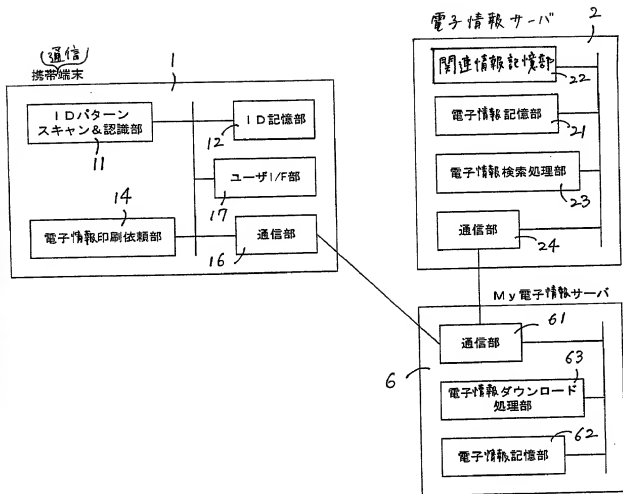 電子情報サーバ
2
(通信)
携帯端末
1
関連情報記憶部
22
IDパターン
スキャン&認識部
11
ID記憶部
12
電子情報記憶部
21
ユーザI/F部
17
電子情報検索処理部
23
14
電子情報印刷依頼部
通信部
16
通信部
24
My電子情報サーバ
通信部
61
6
63
電子情報ダウンロード
処理部
62
電子情報記憶部